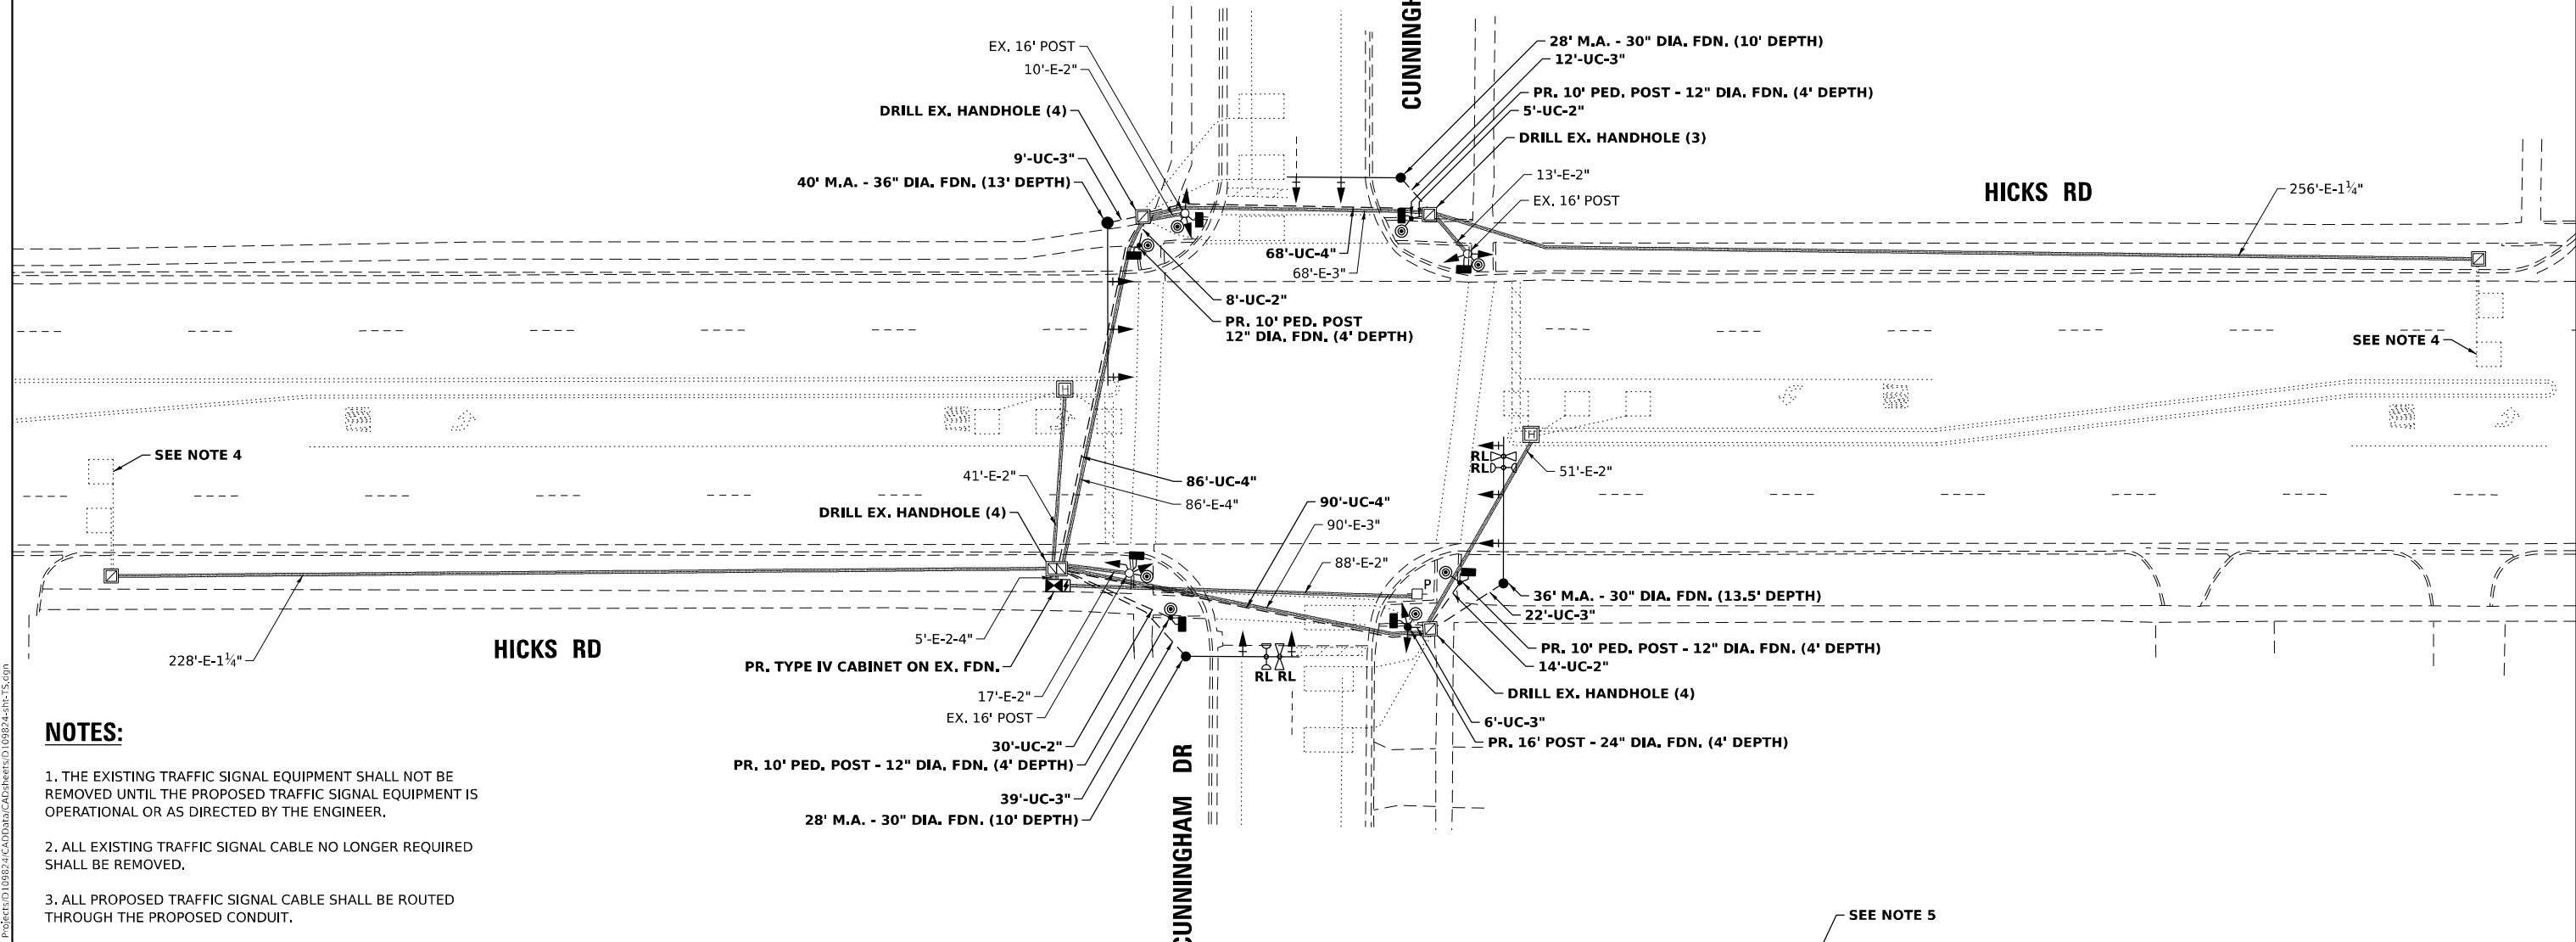 CUNNINGH
EX. 16' POST
10'-E-2"
DRILL EX. HANDHOLE (4)
9'-UC-3"
40' M.A. - 36" DIA. FDN. (13' DEPTH)
28' M.A. - 30" DIA. FDN. (10' DEPTH)
12'-UC-3"
PR. 10' PED. POST - 12" DIA. FDN. (4' DEPTH)
5'-UC-2"
DRILL EX. HANDHOLE (3)
13'-E-2"
EX. 16' POST
HICKS RD
256'-E-1¼"
68'-UC-4"
68'-E-3"
8'-UC-2"
PR. 10' PED. POST
12" DIA. FDN. (4' DEPTH)
SEE NOTE 4
H
H
SEE NOTE 4
41'-E-2"
86'-UC-4"
86'-E-4"
DRILL EX. HANDHOLE (4)
90'-UC-4"
90'-E-3"
88'-E-2"
RL
RL
51'-E-2"
P
228'-E-1¼"
HICKS RD
5'-E-2-4"
PR. TYPE IV CABINET ON EX. FDN.
17'-E-2"
EX. 16' POST
30'-UC-2"
PR. 10' PED. POST - 12" DIA. FDN. (4' DEPTH)
39'-UC-3"
28' M.A. - 30" DIA. FDN. (10' DEPTH)
RL RL
36' M.A. - 30" DIA. FDN. (13.5' DEPTH)
22'-UC-3"
PR. 10' PED. POST - 12" DIA. FDN. (4' DEPTH)
14'-UC-2"
DRILL EX. HANDHOLE (4)
6'-UC-3"
PR. 16' POST - 24" DIA. FDN. (4' DEPTH)
CUNNINGHAM DR
NOTES:
1. THE EXISTING TRAFFIC SIGNAL EQUIPMENT SHALL NOT BE
REMOVED UNTIL THE PROPOSED TRAFFIC SIGNAL EQUIPMENT IS
OPERATIONAL OR AS DIRECTED BY THE ENGINEER.
2. ALL EXISTING TRAFFIC SIGNAL CABLE NO LONGER REQUIRED
SHALL BE REMOVED.
3. ALL PROPOSED TRAFFIC SIGNAL CABLE SHALL BE ROUTED
THROUGH THE PROPOSED CONDUIT.
SEE NOTE 5
Projects/D109824/CADData/CADsheets/D109824-sht-TS.dgn